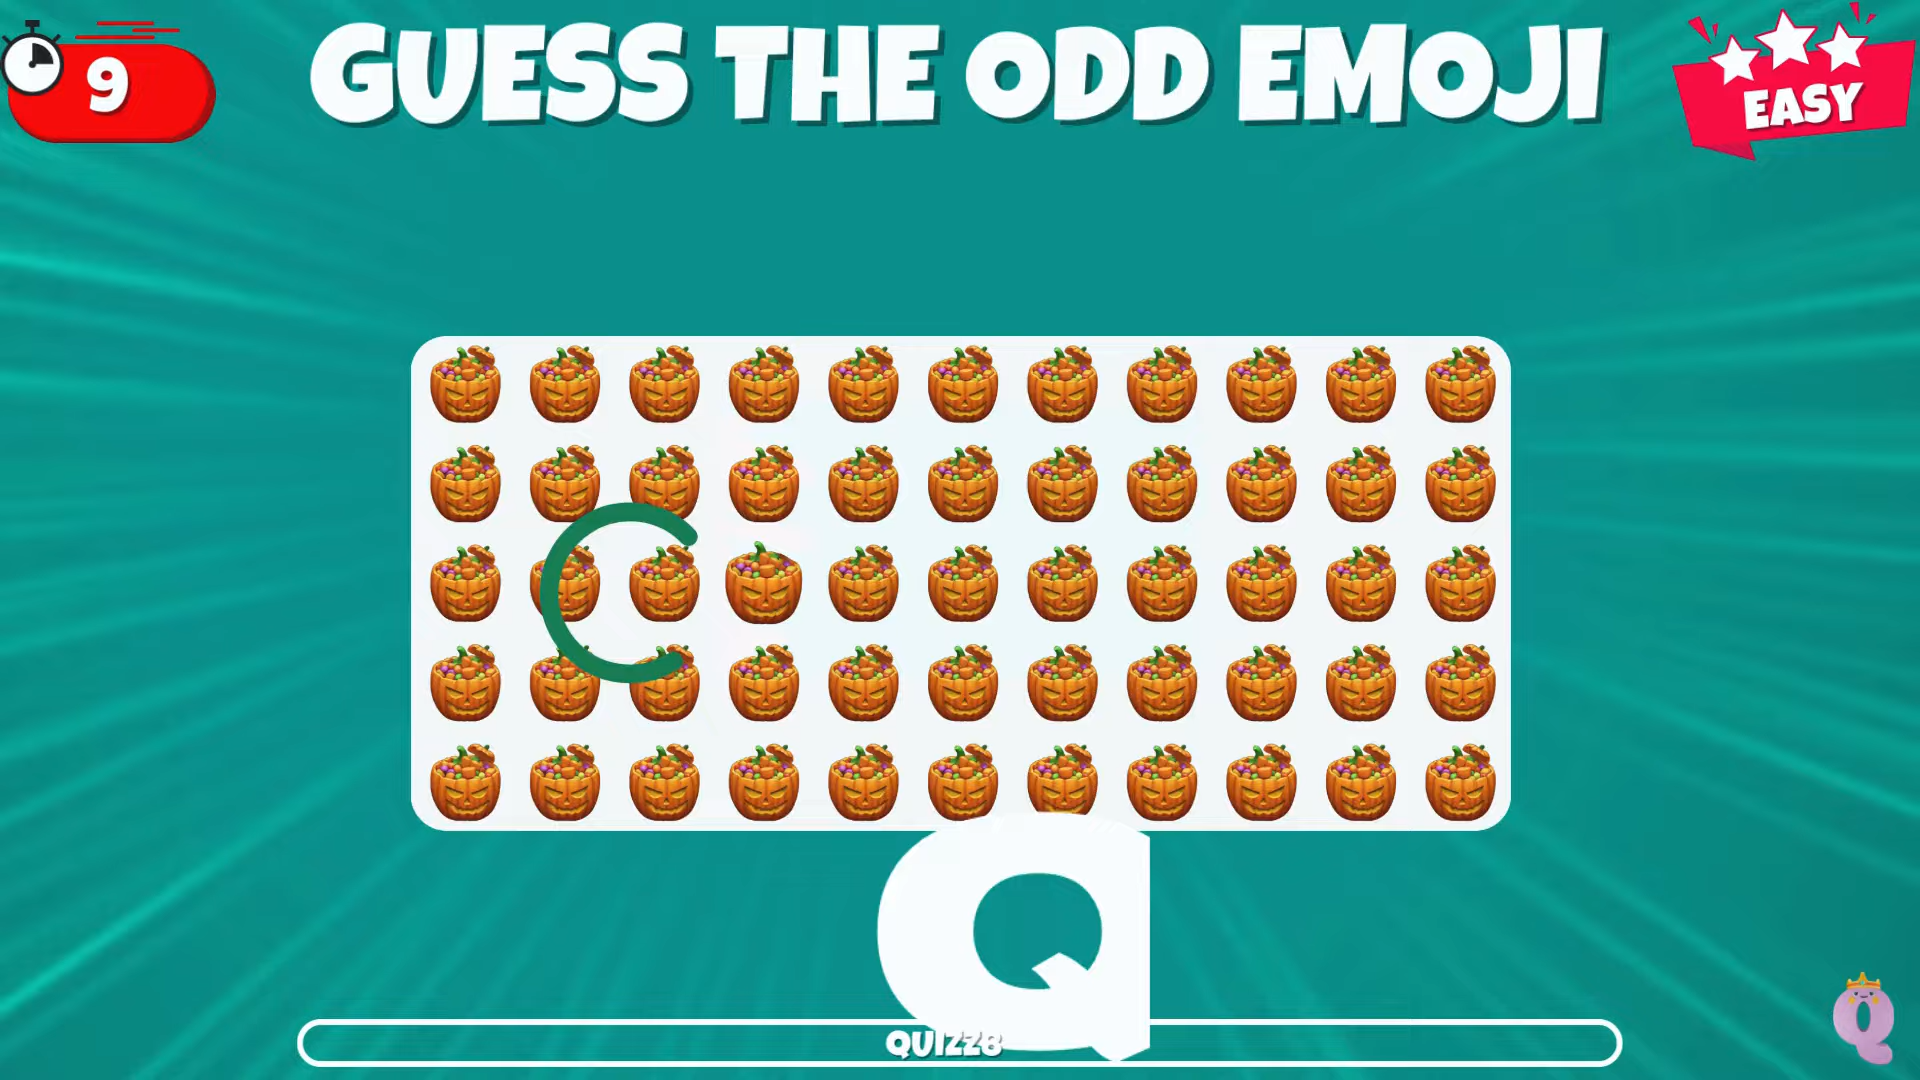 9
GUESS THE ODD EMOJI
EASY
Q
QUIZZ8
Q